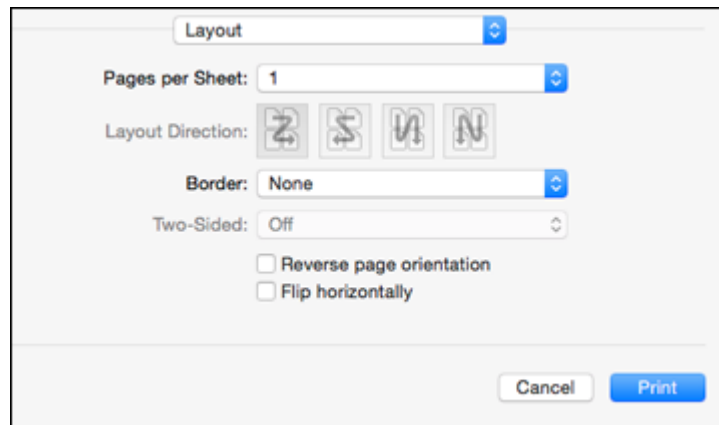 Layout
Pages per Sheet: 1
Layout Direction:
Border: None
Two-Sided: Off
Reverse page orientation
Flip horizontally
Cancel Print